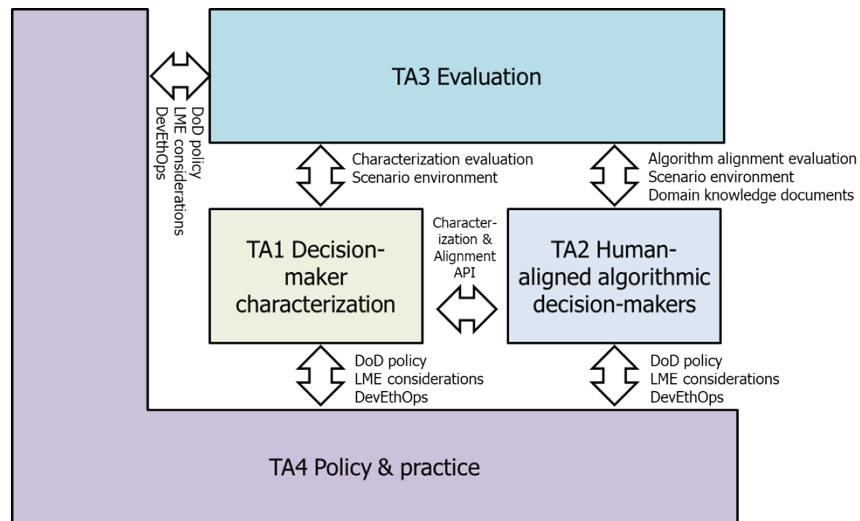 TA3 Evaluation
DoD policy
LME considerations
DevEthOps
Characterization evaluation
Scenario environment
Algorithm alignment evaluation
Scenario environment
Domain knowledge documents
TA1 Decision-
maker
characterization
Character-
ization &
Alignment
API
TA2 Human-
aligned algorithmic
decision-makers
DoD policy
LME considerations
DevEthOps
DoD policy
LME considerations
DevEthOps
TA4 Policy & practice